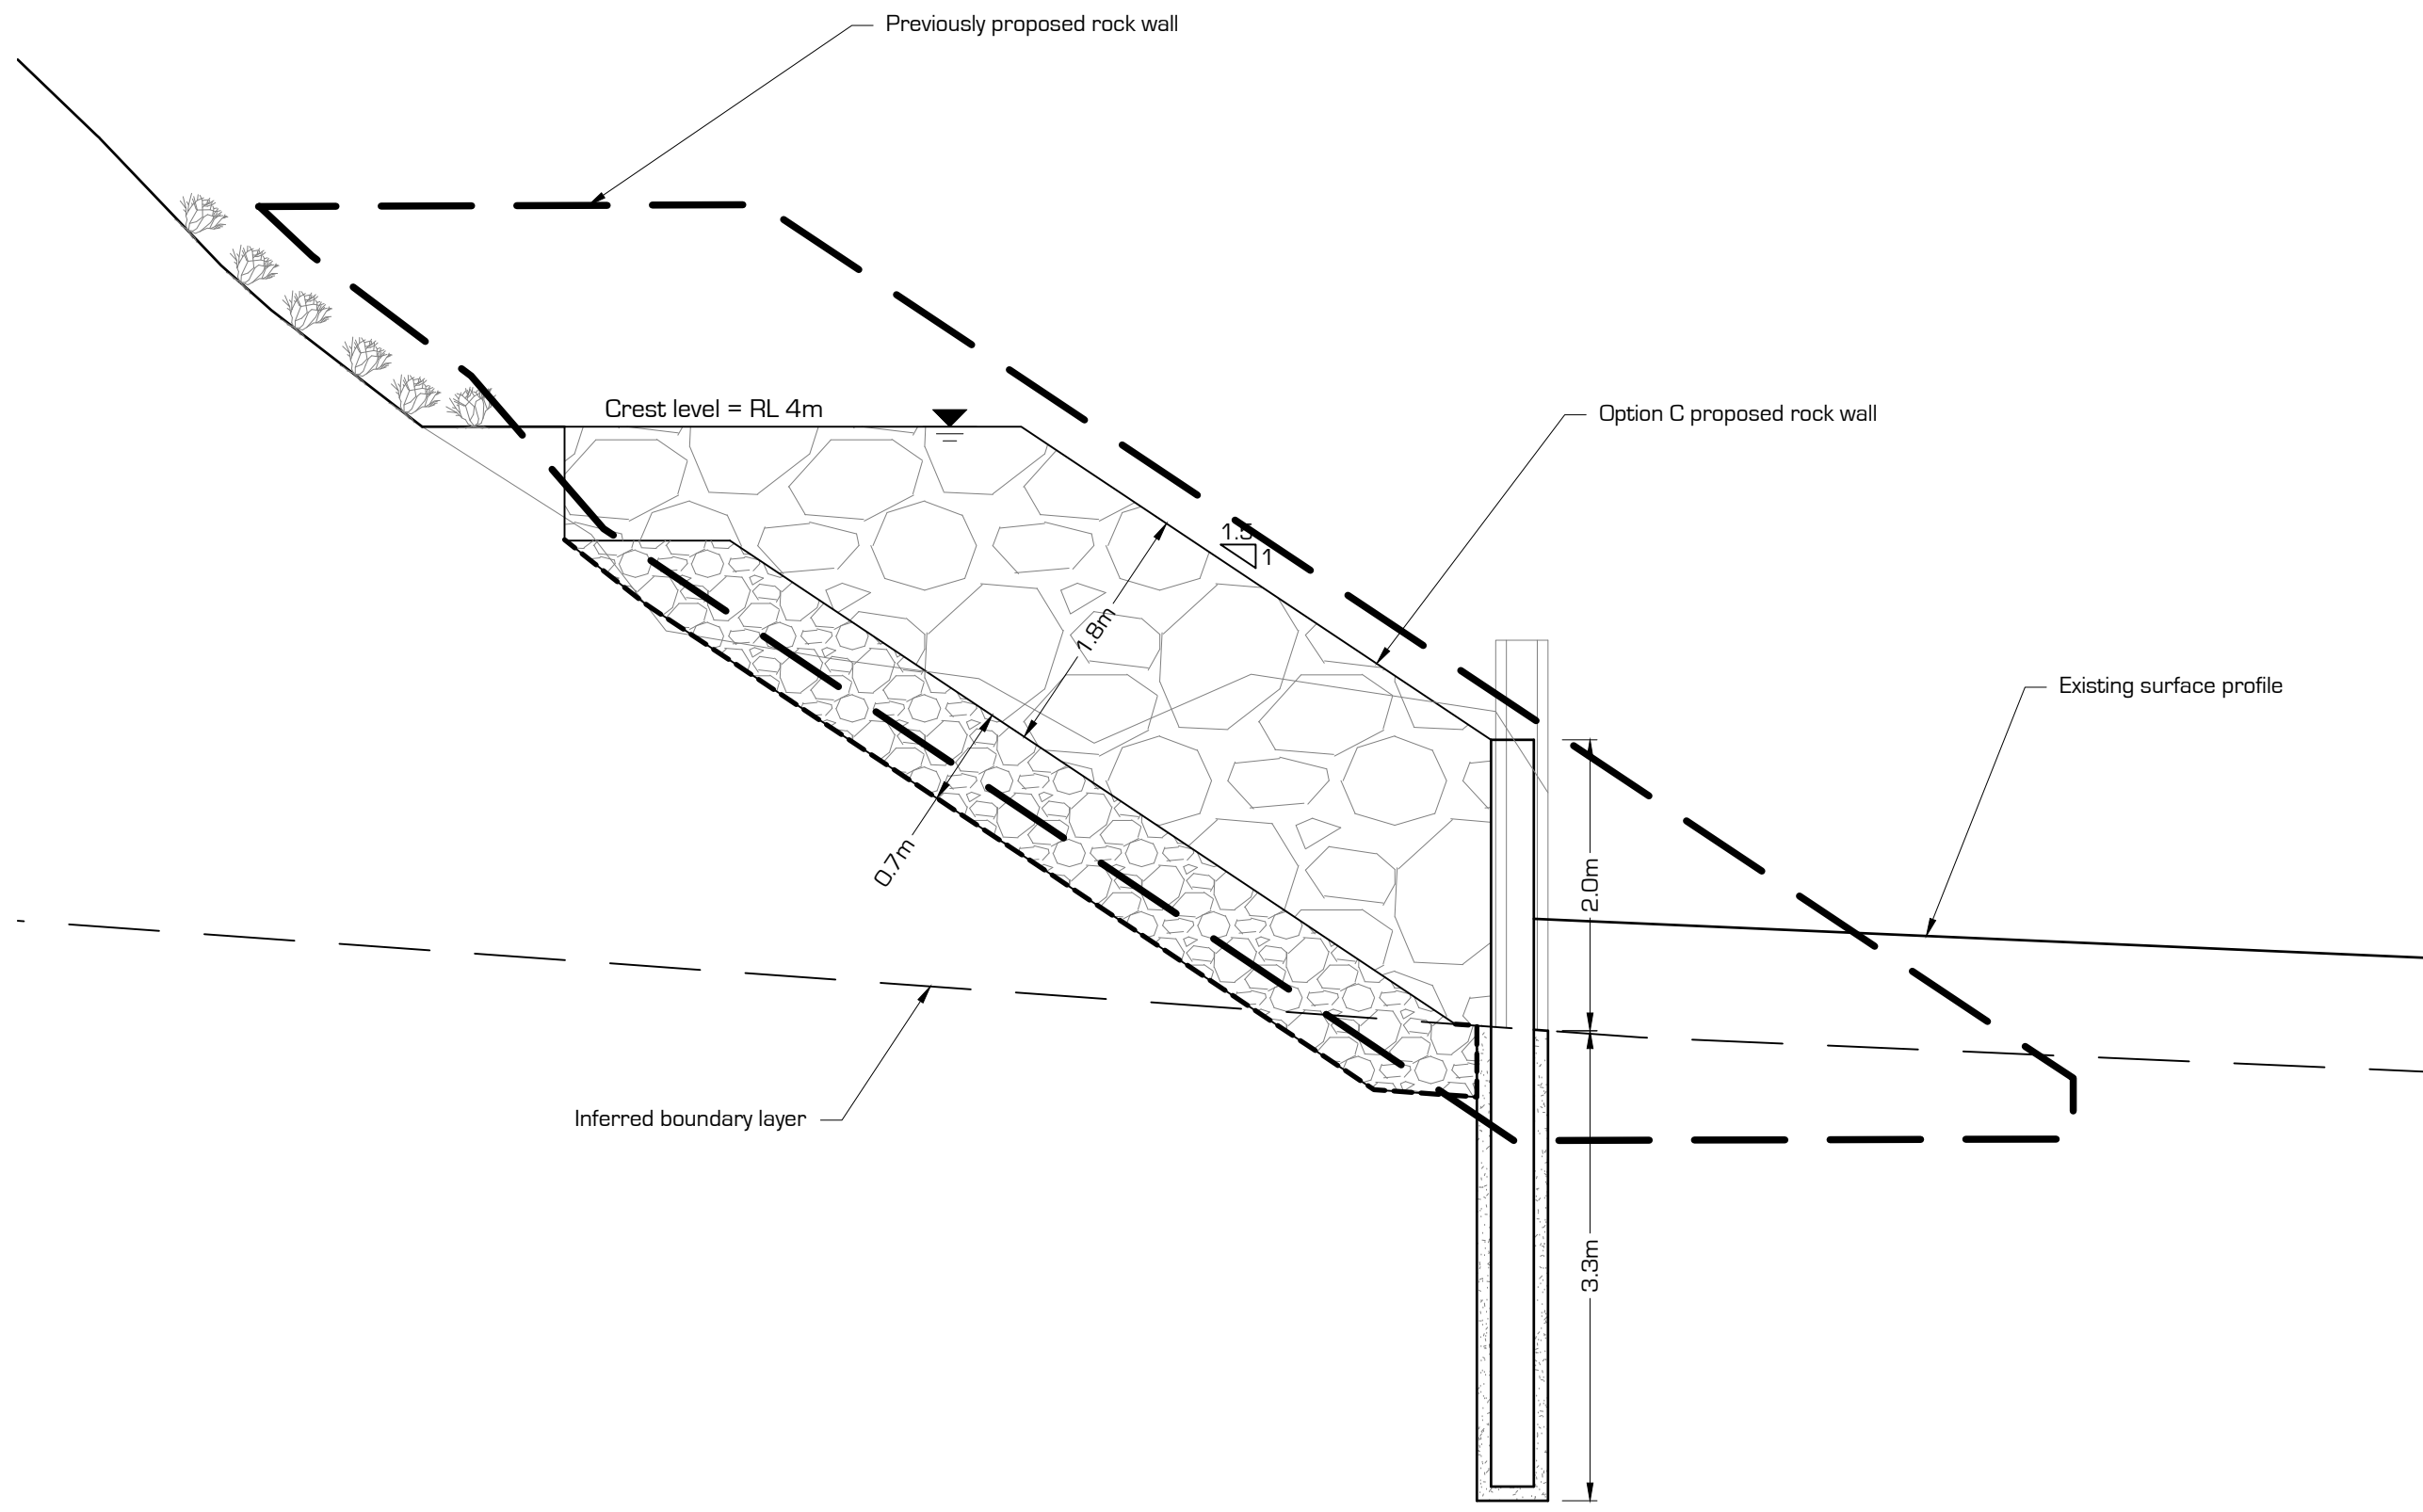 Previously proposed rock wall
Crest level = RL 4m
Option C proposed rock wall
1.5
1
1.8m
Existing surface profile
0.7m
2.0m
Inferred boundary layer
3.3m